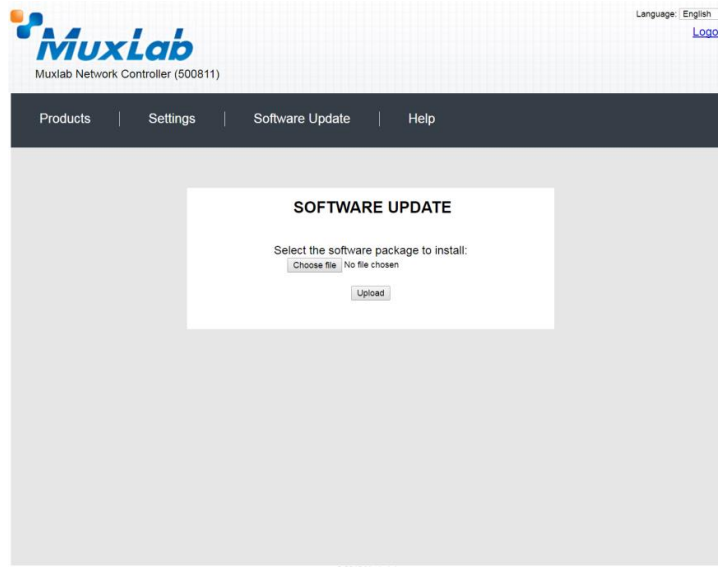 Language: English
Logo
MuxLab
Muxlab Network Controller (500811)
Products | Settings | Software Update | Help
SOFTWARE UPDATE
Select the software package to install:
Choose file No file chosen
Upload